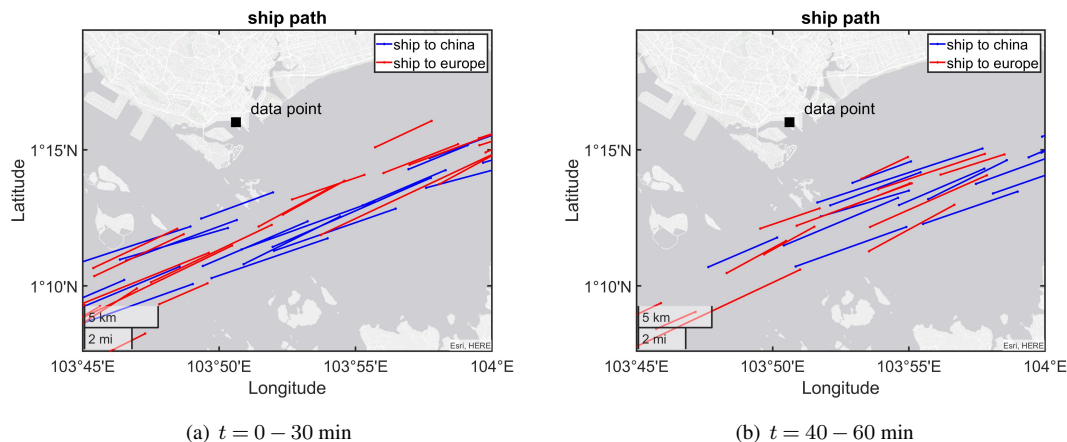 ship path
ship to china
ship to europe
data point
1°15'N
1°10'N
Latitude
5 km
2 mi
Esri, HERE
103°45'E
103°50'E
103°55'E
104°E
Longitude
(a) t = 0 − 30 min
ship path
ship to china
ship to europe
data point
1°15'N
1°10'N
Latitude
5 km
2 mi
Esri, HERE
103°45'E
103°50'E
103°55'E
104°E
Longitude
(b) t = 40 − 60 min